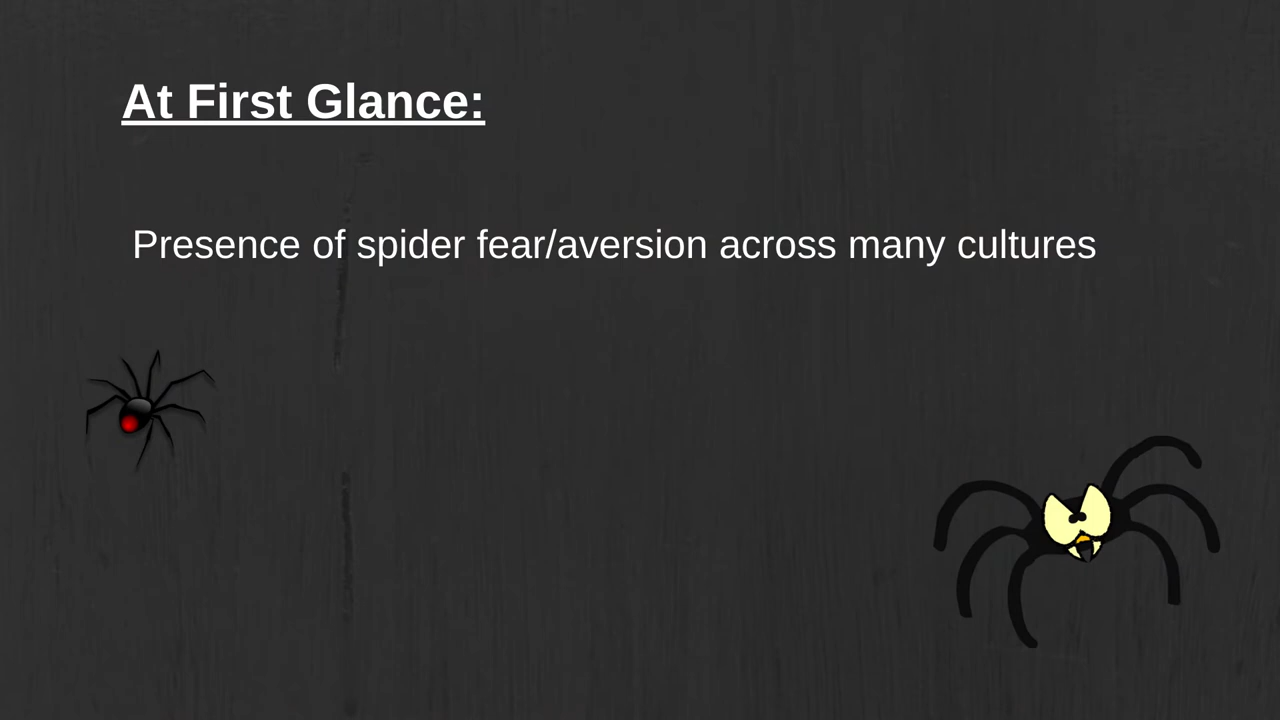 At First Glance:
Presence of spider fear/aversion across many cultures